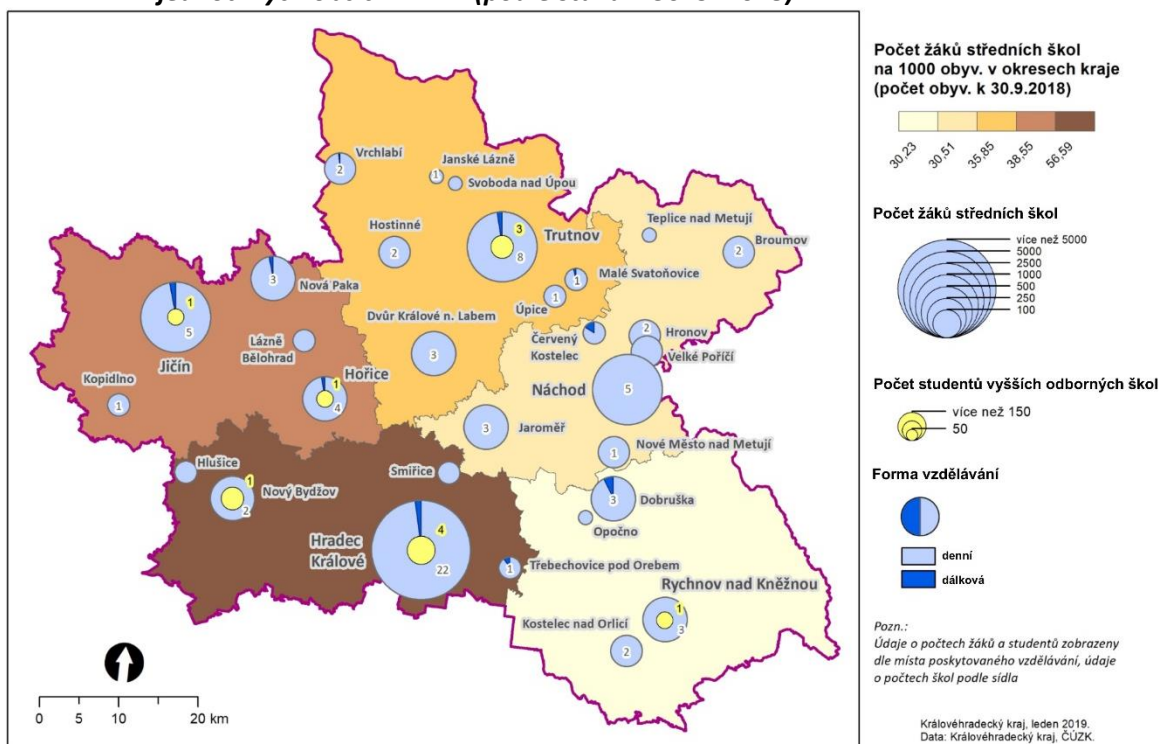 Vrchlabí
2
Janské Lázně
1
Svoboda nad Úpou
Hostinné
2
3
Trutnov
8
Teplice nad Metují
Broumov
2
3
Nová Paka
1
Malé Svatoňovice
Úpice
1
1
5
Jičín
Lázně
Bělohrad
Dvůr Králové n. Labem
3
Červený
Kostelec
2
Hronov
Velké Poříčí
Kopidlno
1
Hořice
1
4
Náchod
5
3
Jaroměř
Nové Město nad Metují
1
Hlušice
Smiřice
1
Nový Bydžov
2
3
Dobruška
Opočno
Hradec
Králové
4
22
1
Třebechovice pod Orebem
Rychnov nad Kněžnou
1
3
Kostelec nad Orlicí
2
0 5 10 20 km
Počet žáků středních škol
na 1000 obyv. v okresech kraje
(počet obyv. k 30.9.2018)
30,23 30,51 35,85 38,55 56,59
Počet žáků středních škol
více než 5000
5000
2500
1000
500
250
100
Počet studentů vyšších odborných škol
více než 150
50
Forma vzdělávání
denní
dálková
Pozn.:
Údaje o počtech žáků a studentů zobrazeny
dle místa poskytovaného vzdělávání, údaje
o počtech škol podle sídla
Královéhradecký kraj, leden 2019.
Data: Královéhradecký kraj, ČÚZK.